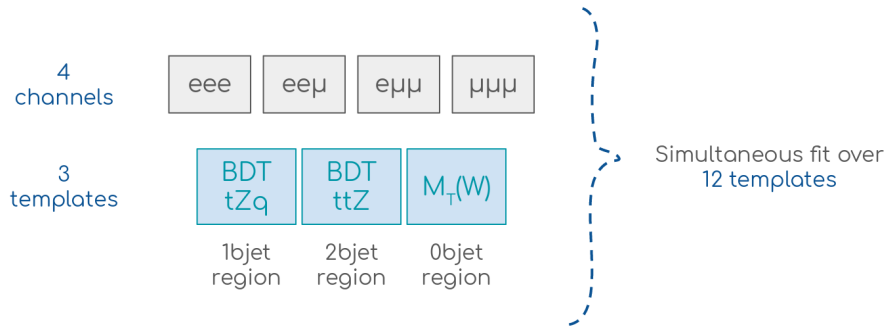 4
channels
eee
eeμ
eμμ
μμμ
3
templates
BDT
tZq
BDT
ttZ
M_T(W)
1bjet
region
2bjet
region
0bjet
region
Simultaneous fit over
12 templates